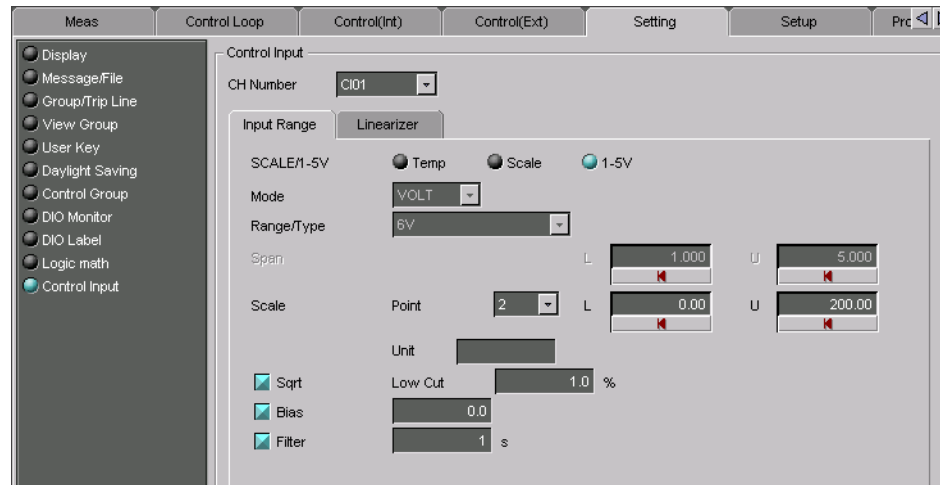 Meas Control Loop Control(Int) Control(Ext) Setting Setup
Display
Message/File
Group/Trip Line
View Group
User Key
Daylight Saving
Control Group
DIO Monitor
DIO Label
Logic math
Control Input
Control Input
CH Number CI01
Input Range Linearizer
SCALE/1-5V Temp Scale 1-5V
Mode VOLT
Range/Type 6V
Span L 1.000 U 5.000
Scale Point 2 L 0.00 U 200.00
Unit
Sqrt Low Cut 1.0 %
Bias 0.0
Filter 1 s